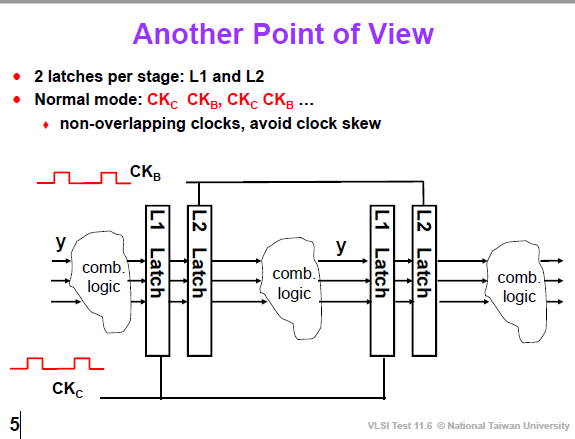 Another Point of View
2 latches per stage: L1 and L2
Normal mode: CKC CKB, CKC CKB ...
non-overlapping clocks, avoid clock skew
CKB
L1 Latch
L2 Latch
L1 Latch
L2 Latch
y
comb.
logic
y
comb.
logic
comb.
logic
CKC
5
VLSI Test 11.6 © National Taiwan University